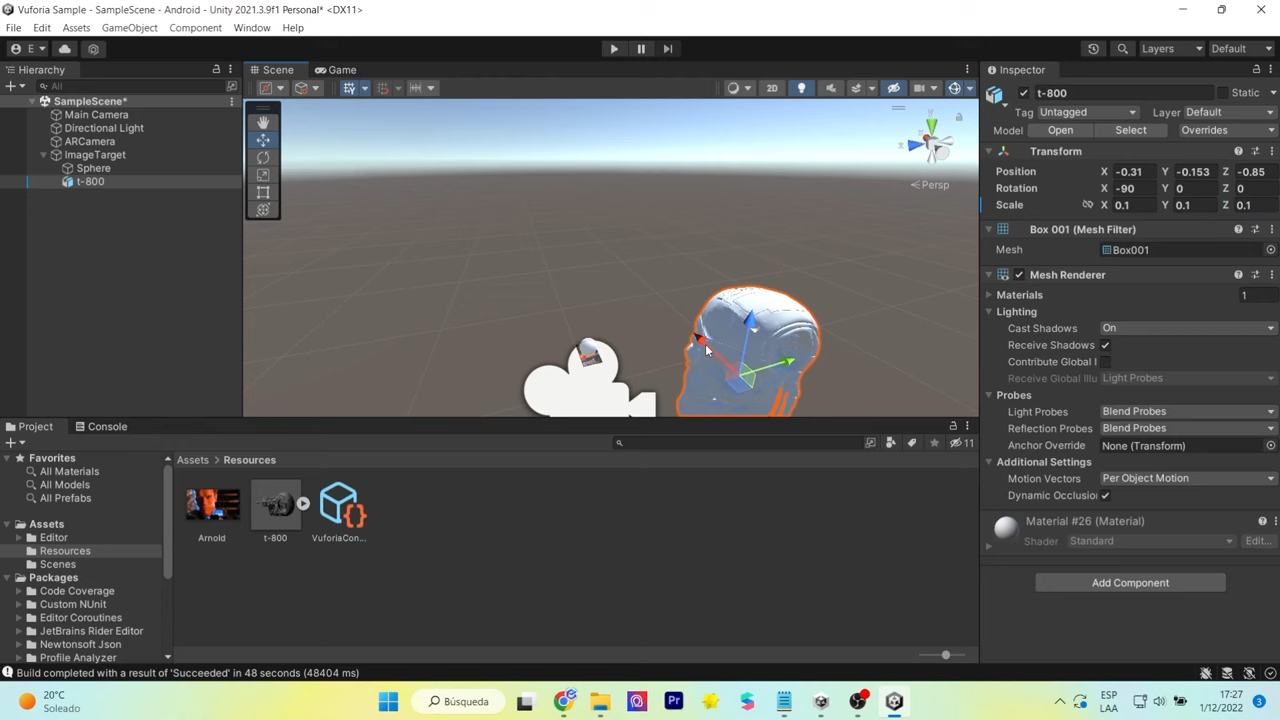 Vuforia Sample - SampleScene - Android - Unity 2021.3.9f1 Personal* <DX11>
File Edit Assets GameObject Component Window Help
E Layers Default
Hierarchy
All
SampleScene*
Main Camera
Directional Light
ARCamera
ImageTarget
Sphere
t-800
Scene Game
2D
y
x
Persp
Inspector
t-800 Static
Tag Untagged Layer Default
Model Open Select Overrides
Transform
Position X -0.31 Y -0.153 Z -0.85
Rotation X -90 Y 0 Z 0
Scale X 0.1 Y 0.1 Z 0.1
Box 001 (Mesh Filter)
Mesh Box001
Mesh Renderer
Materials 1
Lighting
Cast Shadows On
Receive Shadows
Contribute Global I
Receive Global Illu Light Probes
Probes
Light Probes Blend Probes
Reflection Probes Blend Probes
Anchor Override None (Transform)
Additional Settings
Motion Vectors Per Object Motion
Dynamic Occlusion
Material #26 (Material)
Shader Standard Edit...
Add Component
Project Console
11
Favorites
All Materials
All Models
All Prefabs
Assets
Editor
Resources
Scenes
Packages
Code Coverage
Custom NUnit
Editor Coroutines
JetBrains Rider Editor
Newtonsoft Json
Profile Analyzer
Assets > Resources
Arnold t-800 VuforiaCon...
Build completed with a result of 'Succeeded' in 48 seconds (48404 ms)
20°C
Soleado
Búsqueda
Pr
ESP
LAA
17:27
1/12/2022
3